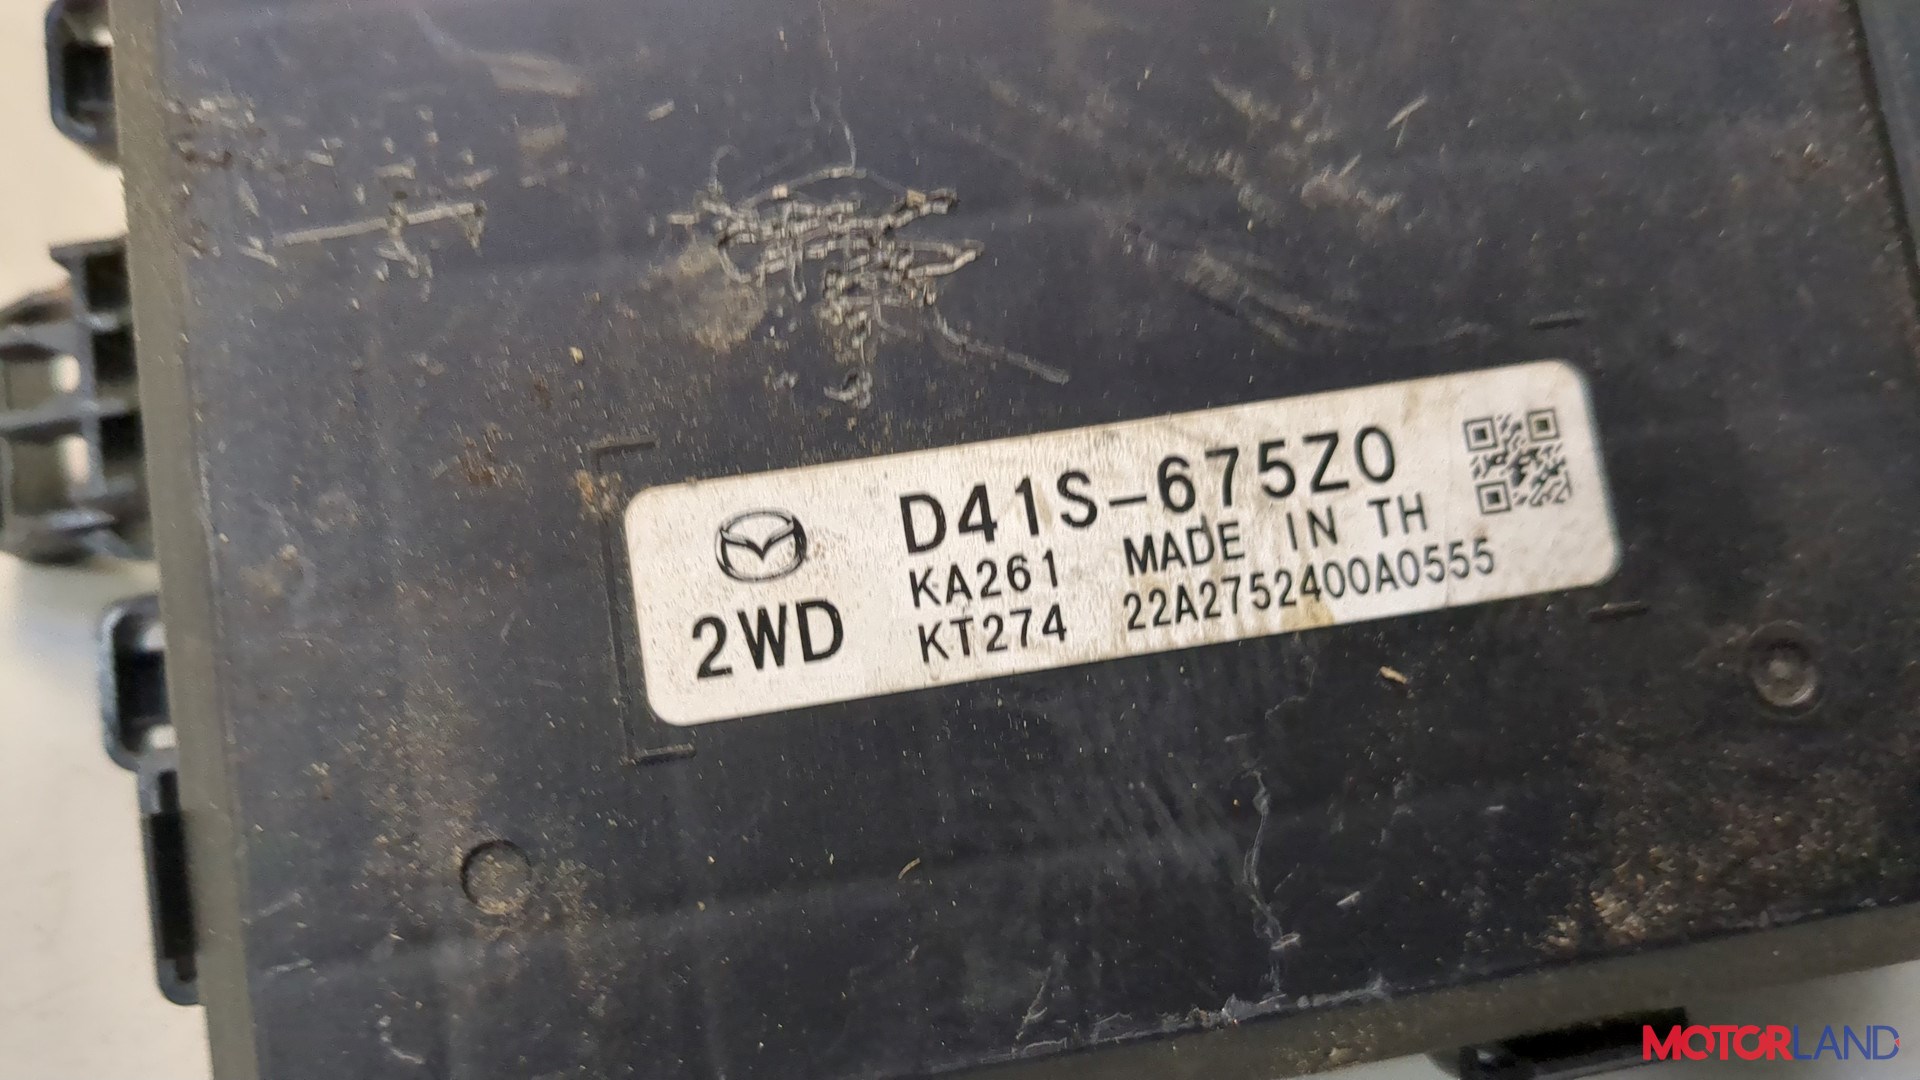 D41S-675Z0
KA261 MADE IN TH
2WD KT274 22A2752400A0555
MOTORLAND